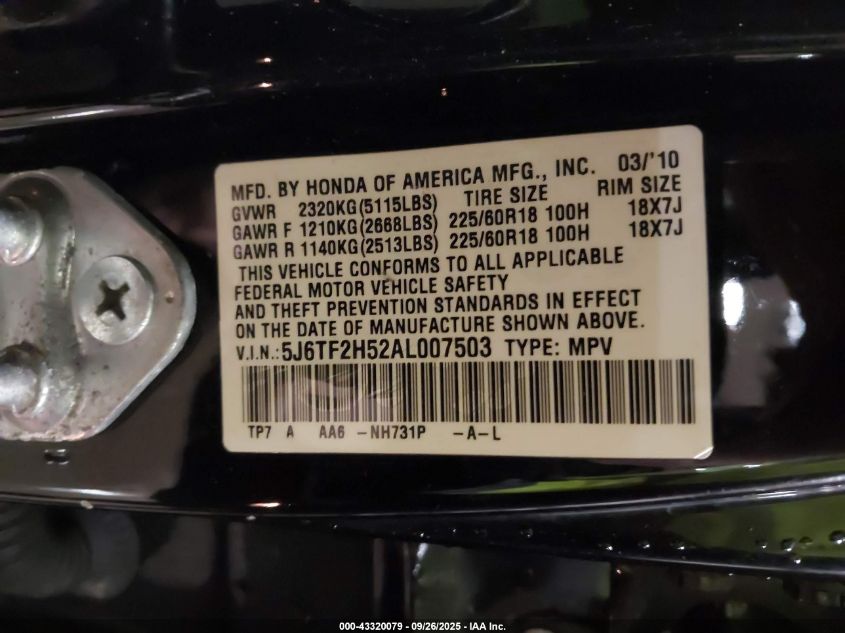 MFD. BY HONDA OF AMERICA MFG., INC. 03/'10
GVWR 2320KG(5115LBS) TIRE SIZE RIM SIZE
GAWR F 1210KG(2668LBS) 225/60R18 100H 18X7J
GAWR R 1140KG(2513LBS) 225/60R18 100H 18X7J
THIS VEHICLE CONFORMS TO ALL APPLICABLE
FEDERAL MOTOR VEHICLE SAFETY
AND THEFT PREVENTION STANDARDS IN EFFECT
ON THE DATE OF MANUFACTURE SHOWN ABOVE.
V.I.N.:5J6TF2H52AL007503 TYPE: MPV
TP7 A AA6 -NH731P -A-L
000-43320079 - 09/26/2025 - IAA Inc.